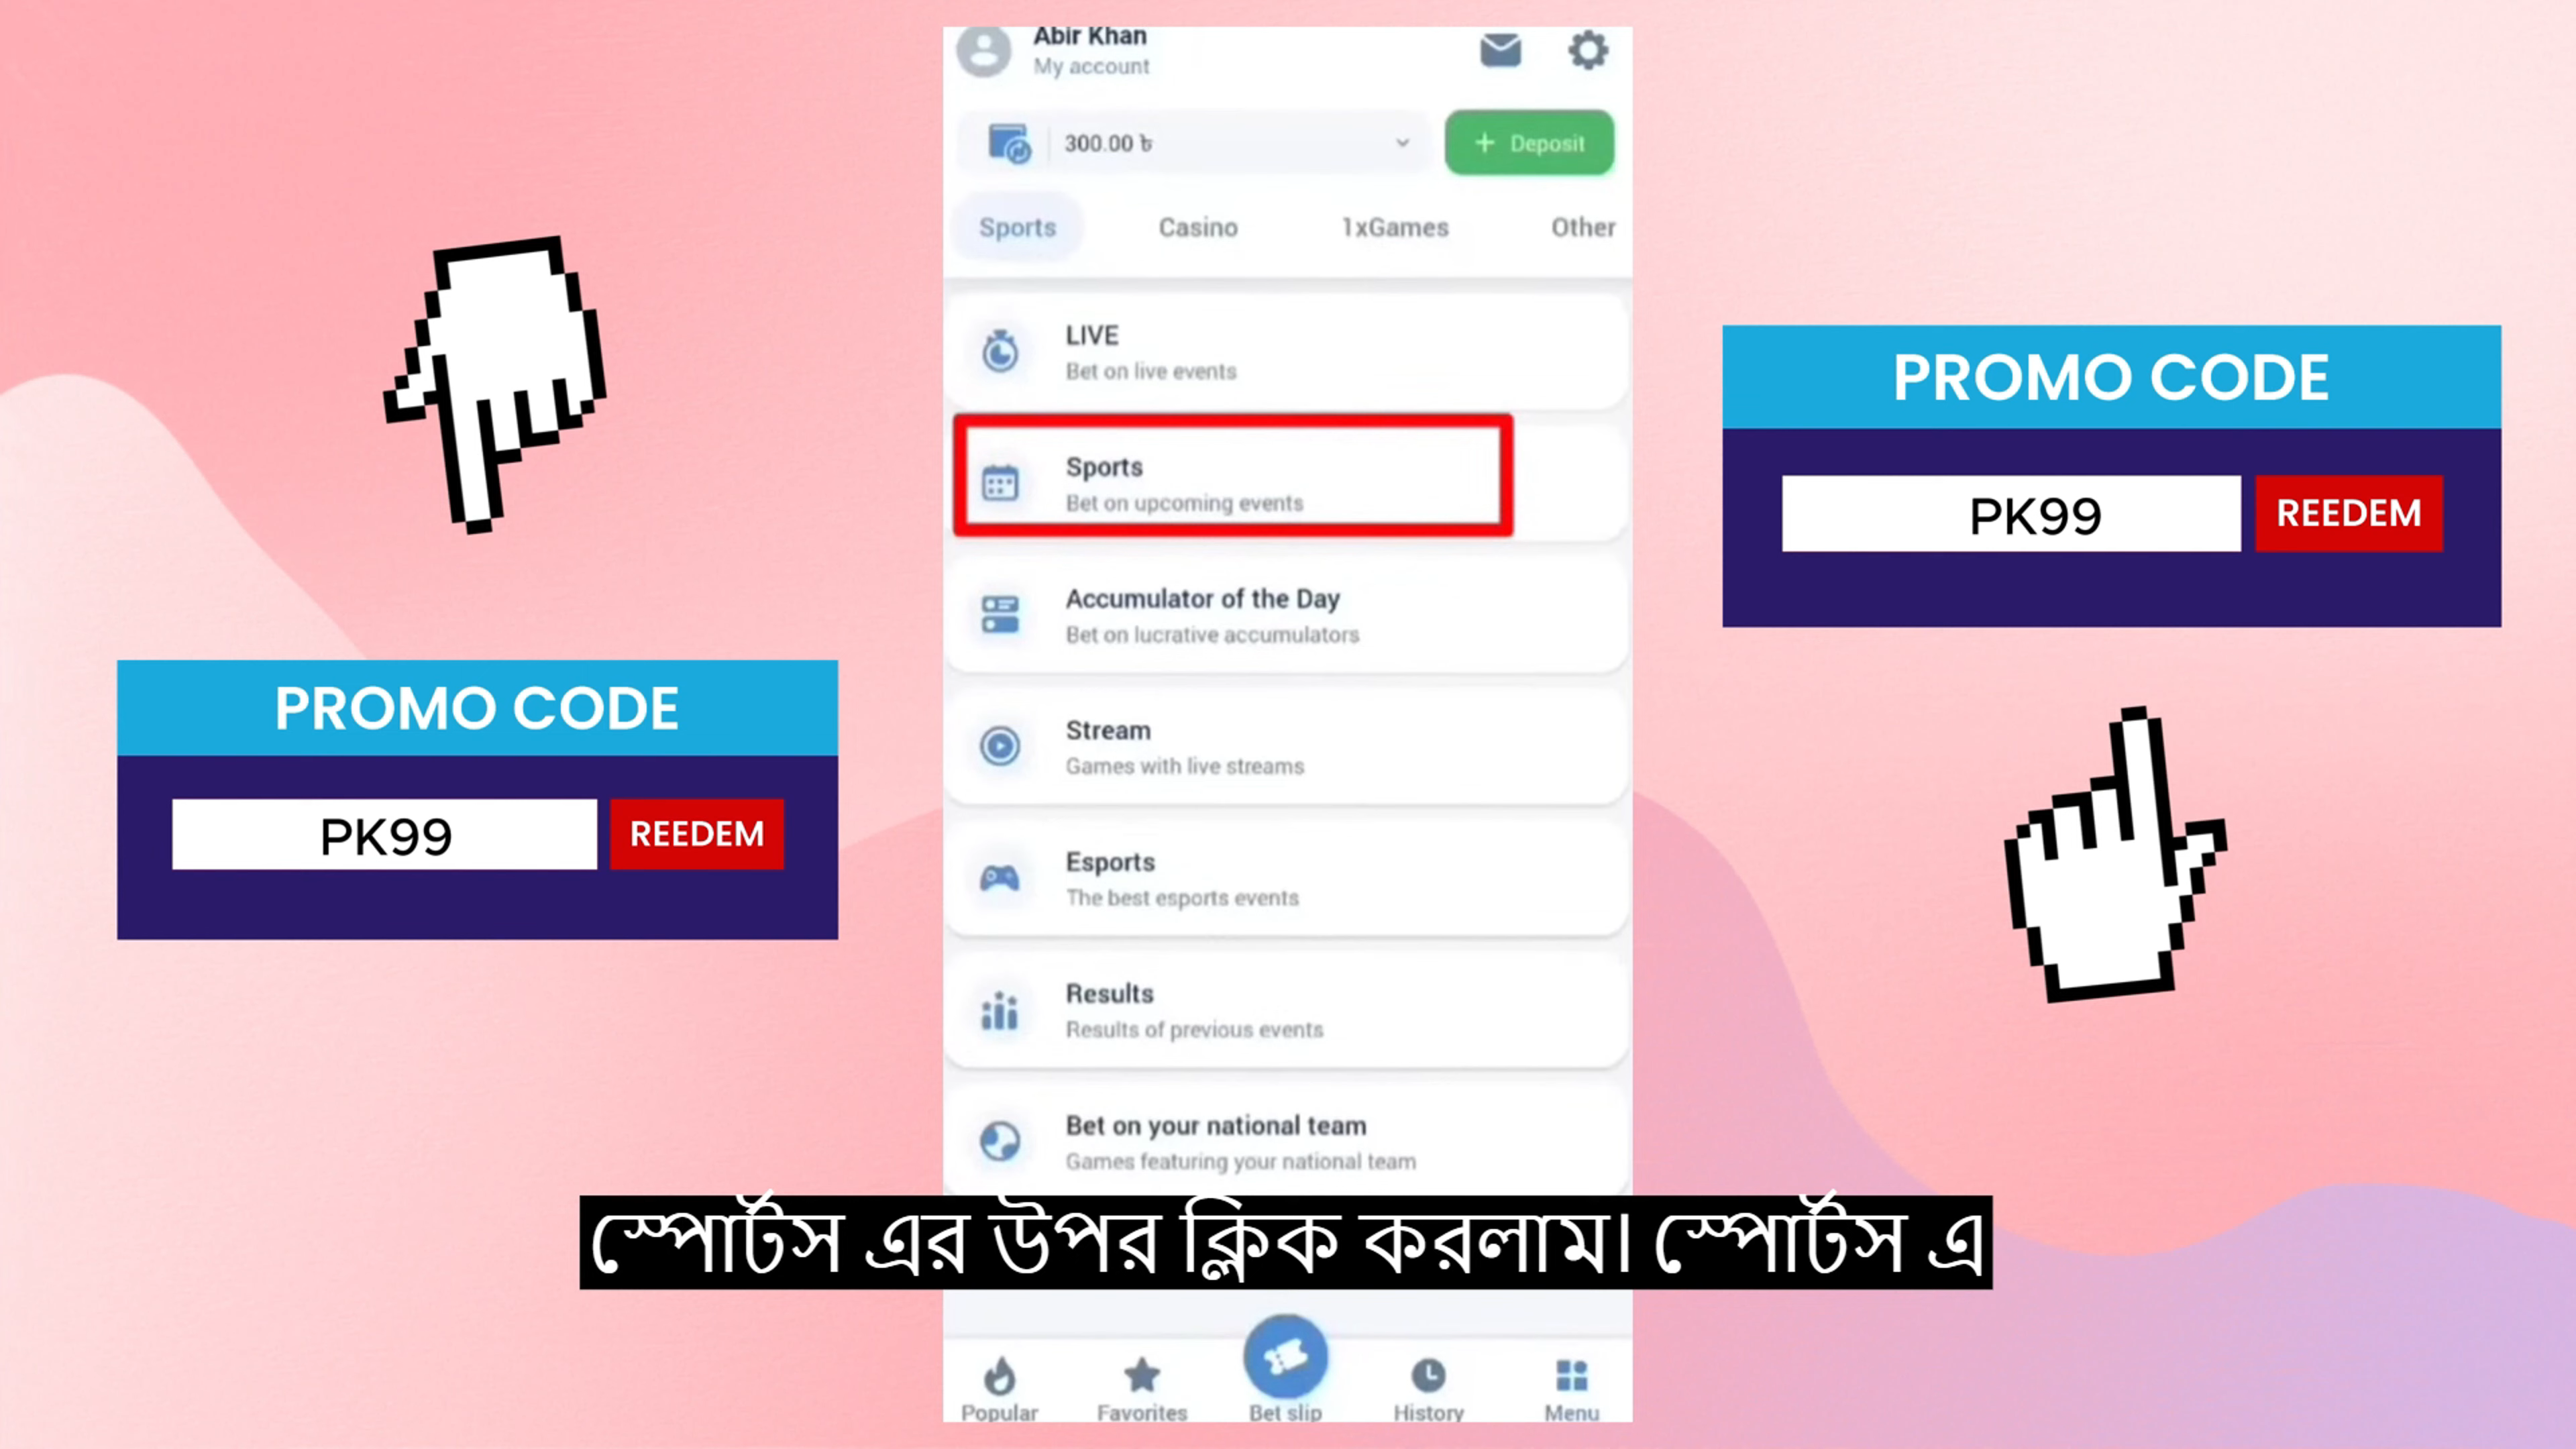 Abir Khan
My account
300.00 ৳
+ Deposit
Sports Casino 1xGames Other
LIVE
Bet on live events
Sports
Bet on upcoming events
Accumulator of the Day
Bet on lucrative accumulators
Stream
Games with live streams
Esports
The best esports events
Results
Results of previous events
Bet on your national team
Games featuring your national team
PROMO CODE
PK99 REEDEM
PROMO CODE
PK99 REEDEM
স্পোর্টস এর উপর ক্লিক করলাম। স্পোর্টস এ
Popular Favorites Bet slip History Menu